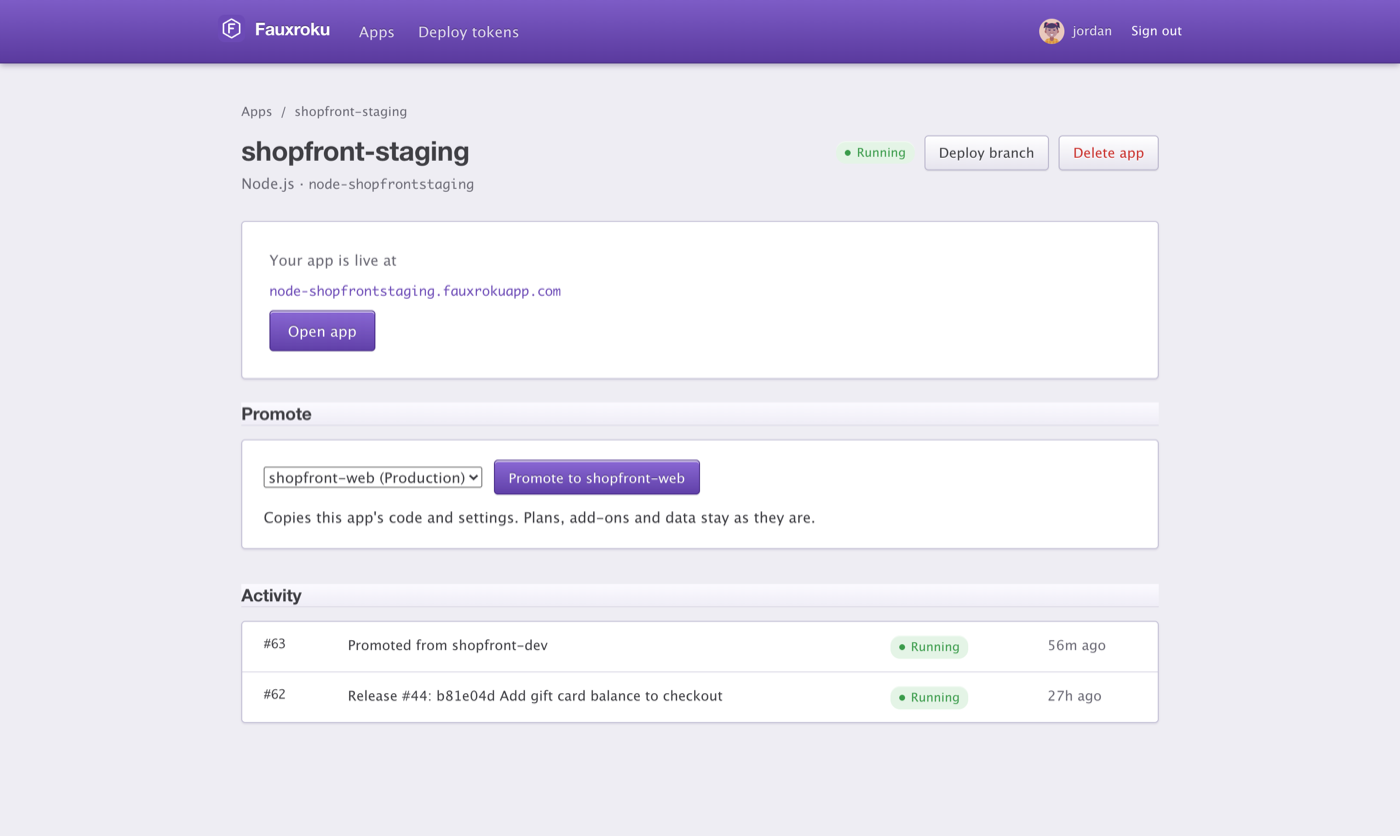 Fauxroku Apps Deploy tokens jordan Sign out
Apps / shopfront-staging
shopfront-staging ● Running Deploy branch Delete app
Node.js · node-shopfrontstaging
Your app is live at
node-shopfrontstaging.fauxrokuapp.com
Open app
Promote
shopfront-web (Production) Promote to shopfront-web
Copies this app's code and settings. Plans, add-ons and data stay as they are.
Activity
#63 Promoted from shopfront-dev ● Running 56m ago
#62 Release #44: b81e04d Add gift card balance to checkout ● Running 27h ago